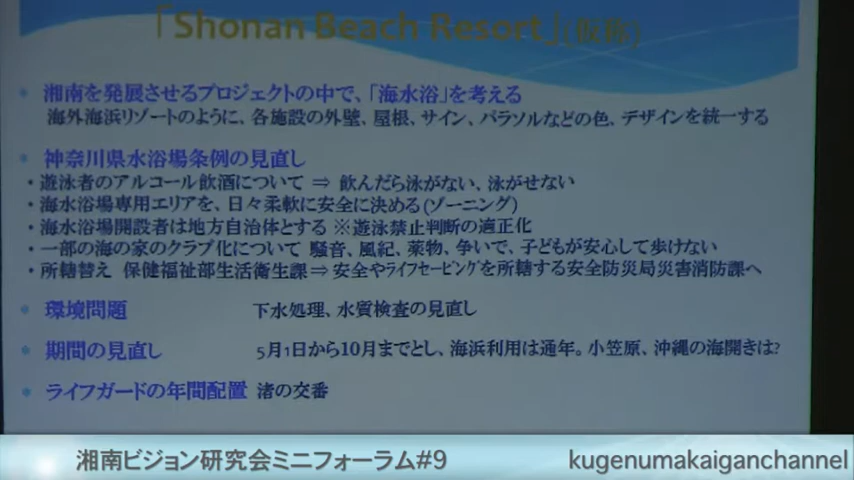 「Shonan Beach Resort」(仮称)
湘南を発展させるプロジェクトの中で、「海水浴」を考える
海外海浜リゾートのように、各施設の外壁、屋根、サイン、パラソルなどの色、デザインを統一する
神奈川県水浴場条例の見直し
・遊泳者のアルコール飲酒について ⇒ 飲んだら泳がない、泳がせない
・海水浴場専用エリアを、日々柔軟に安全に決める(ゾーニング)
・海水浴場開設者は地方自治体とする ※遊泳禁止判断の適正化
・一部の海の家のクラブ化について 騒音、風紀、薬物、争いで、子どもが安心して歩けない
・所轄替え 保健福祉部生活衛生課⇒安全やライフセービングを所轄する安全防災局災害消防課へ
環境問題 下水処理、水質検査の見直し
期間の見直し 5月1日から10月までとし、海浜利用は通年。小笠原、沖縄の海開きは?
ライフガードの年間配置 渚の交番
湘南ビジョン研究会ミニフォーラム#9 kugenumakaiganchannel